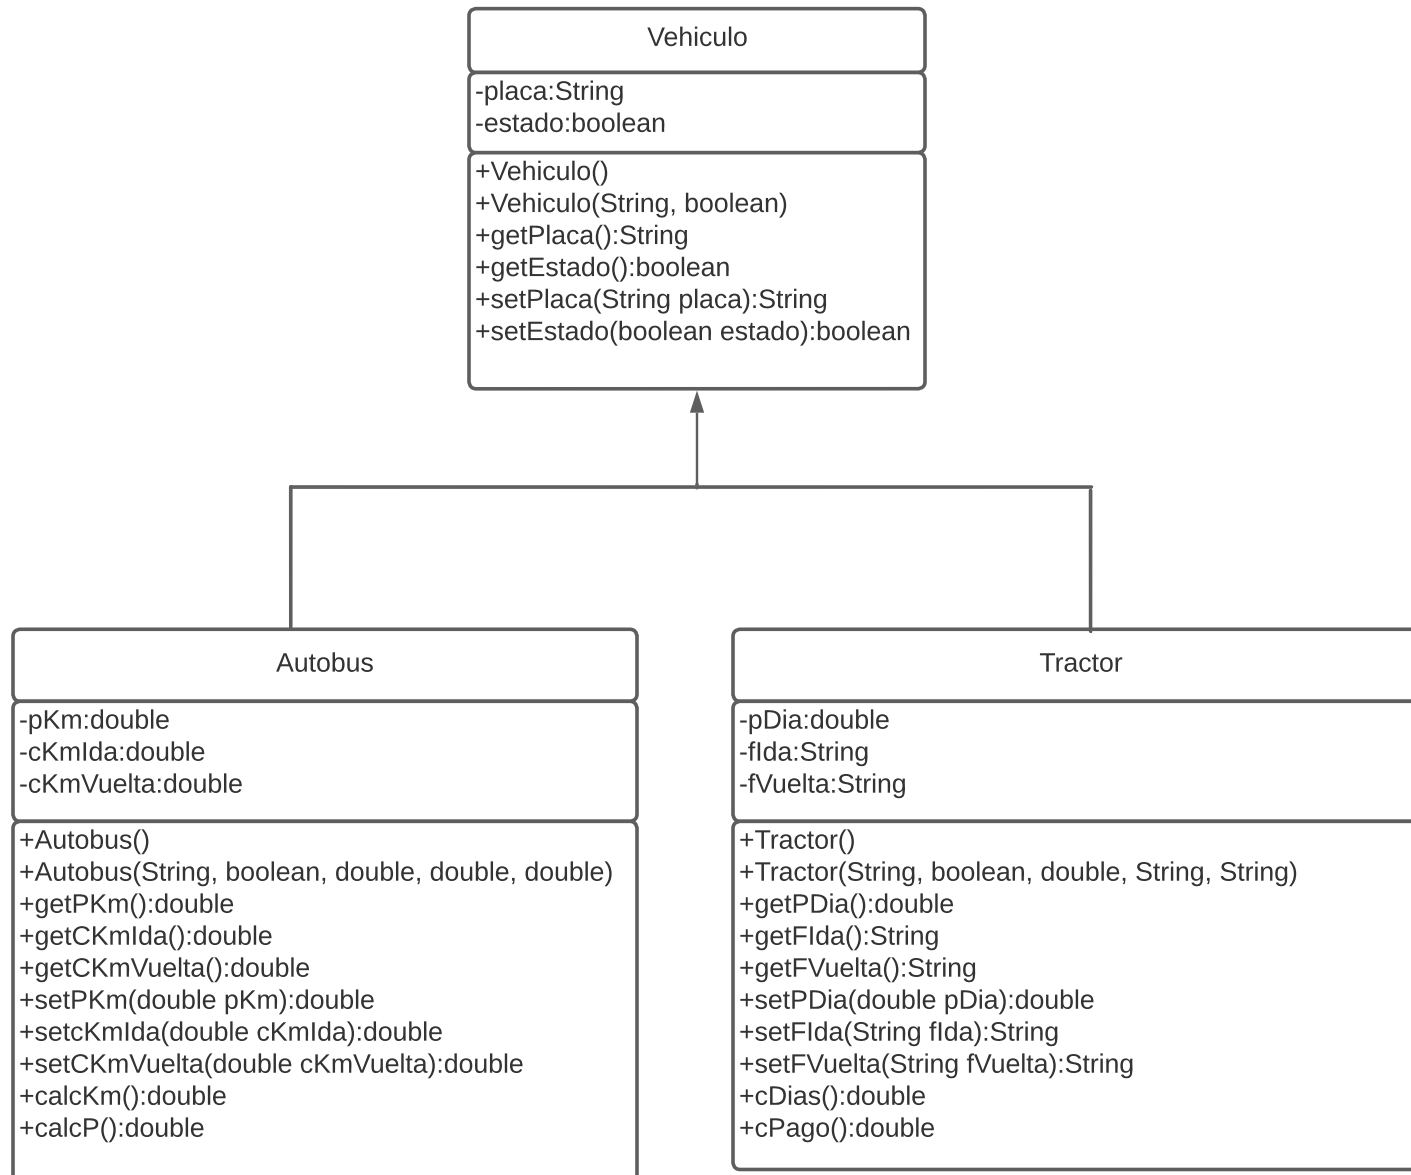 Vehiculo
-placa:String
-estado:boolean
+Vehiculo()
+Vehiculo(String, boolean)
+getPlaca():String
+getEstado():boolean
+setPlaca(String placa):String
+setEstado(boolean estado):boolean
Autobus
-pKm:double
-cKmIda:double
-cKmVuelta:double
+Autobus()
+Autobus(String, boolean, double, double, double)
+getPKm():double
+getCKmIda():double
+getCKmVuelta():double
+setPKm(double pKm):double
+setcKmIda(double cKmIda):double
+setCKmVuelta(double cKmVuelta):double
+calcKm():double
+calcP():double
Tractor
-pDia:double
-fIda:String
-fVuelta:String
+Tractor()
+Tractor(String, boolean, double, String, String)
+getPDia():double
+getFIda():String
+getFVuelta():String
+setPDia(double pDia):double
+setFIda(String fIda):String
+setFVuelta(String fVuelta):String
+cDias():double
+cPago():double